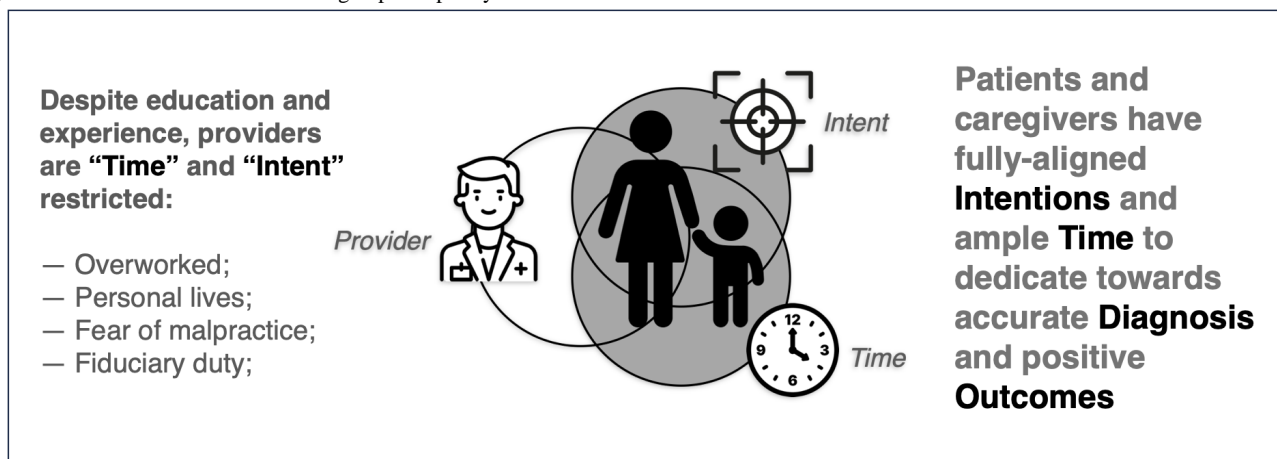 Despite education and
experience, providers
are “Time” and “Intent”
restricted:
— Overworked;
— Personal lives;
— Fear of malpractice;
— Fiduciary duty;
Provider
Intent
12
9
3
6
Time
Patients and
caregivers have
fully-aligned
Intentions and
ample Time to
dedicate towards
accurate Diagnosis
and positive
Outcomes